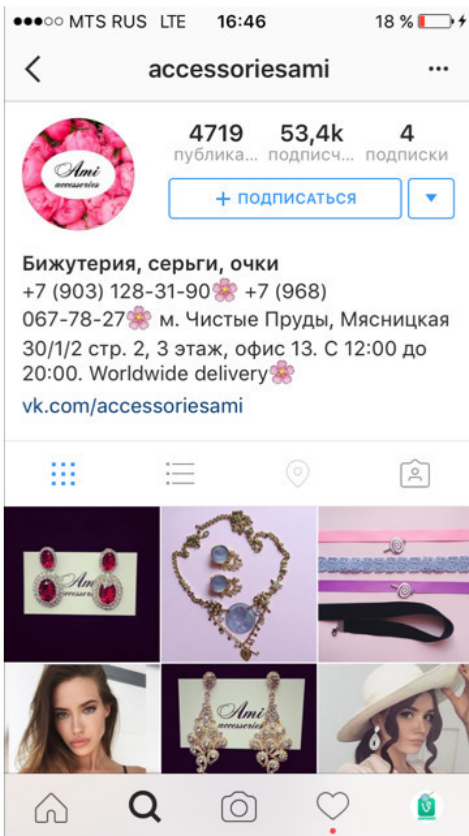 MTS RUS LTE 16:46 18 %
accessoriesami
4719 53,4k 4
публика... подписч... подписки
+ ПОДПИСАТЬСЯ
Ami
accessories
Бижутерия, серьги, очки
+7 (903) 128-31-90🌸 +7 (968)
067-78-27🌸 м. Чистые Пруды, Мясницкая
30/1/2 стр. 2, 3 этаж, офис 13. С 12:00 до
20:00. Worldwide delivery🌸
vk.com/accessoriesami
Ami
accessories
Ami
accessories